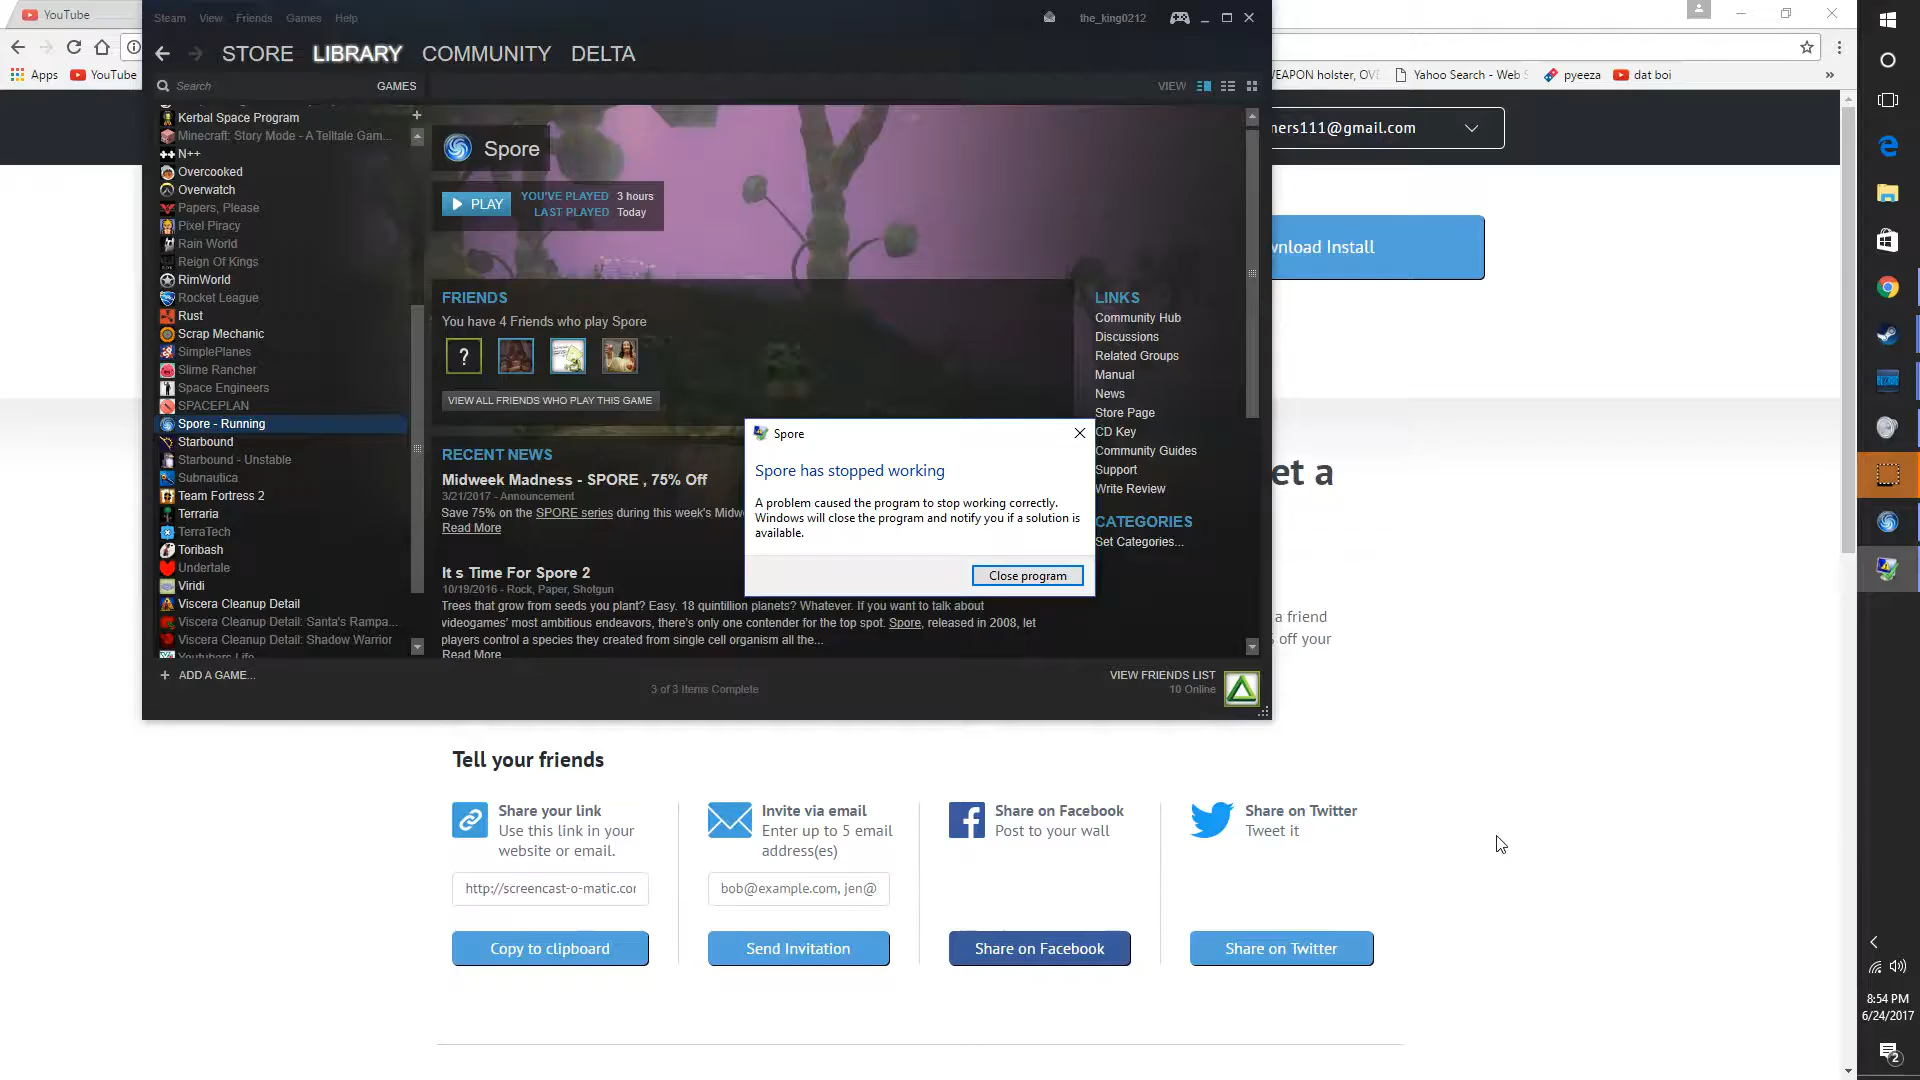 YouTube
Steam View Friends Games Help
the_king0212
STORE LIBRARY COMMUNITY DELTA
Apps YouTube
EAPON holster, OVE
Yahoo Search - Web S
pyeeza
dat boi
»
Search
GAMES
VIEW
ners111@gmail.com
Kerbal Space Program
Minecraft: Story Mode - A Telltale Gam...
N++
Overcooked
Overwatch
Papers, Please
Pixel Piracy
Rain World
Reign Of Kings
RimWorld
Rocket League
Rust
Scrap Mechanic
SimplePlanes
Slime Rancher
Space Engineers
SPACEPLAN
Spore - Running
Starbound
Starbound - Unstable
Subnautica
Team Fortress 2
Terraria
TerraTech
Toribash
Undertale
Viridi
Viscera Cleanup Detail
Viscera Cleanup Detail: Santa's Rampa...
Viscera Cleanup Detail: Shadow Warrior
Youtubers Life
+ ADD A GAME...
Spore
PLAY
YOU'VE PLAYED 3 hours
LAST PLAYED Today
FRIENDS
You have 4 Friends who play Spore
?
VIEW ALL FRIENDS WHO PLAY THIS GAME
RECENT NEWS
Midweek Madness - SPORE , 75% Off
3/21/2017 - Announcement
Save 75% on the SPORE series during this week's Midw
Read More
It s Time For Spore 2
10/19/2016 - Rock, Paper, Shotgun
Trees that grow from seeds you plant? Easy. 18 quintillion planets? Whatever. If you want to talk about
videogames' most ambitious endeavors, there's only one contender for the top spot. Spore, released in 2008, let
players control a species they created from single cell organism all the...
Read More
LINKS
Community Hub
Discussions
Related Groups
Manual
News
Store Page
CD Key
Community Guides
Support
Write Review
CATEGORIES
Set Categories...
Spore
Spore has stopped working
A problem caused the program to stop working correctly.
Windows will close the program and notify you if a solution is
available.
Close program
3 of 3 Items Complete
VIEW FRIENDS LIST
10 Online
wnload Install
et a
a friend
off your
Tell your friends
Share your link
Use this link in your
website or email.
http://screencast-o-matic.cor
Copy to clipboard
Invite via email
Enter up to 5 email
address(es)
bob@example.com, jen@
Send Invitation
Share on Facebook
Post to your wall
Share on Facebook
Share on Twitter
Tweet it
Share on Twitter
8:54 PM
6/24/2017
2